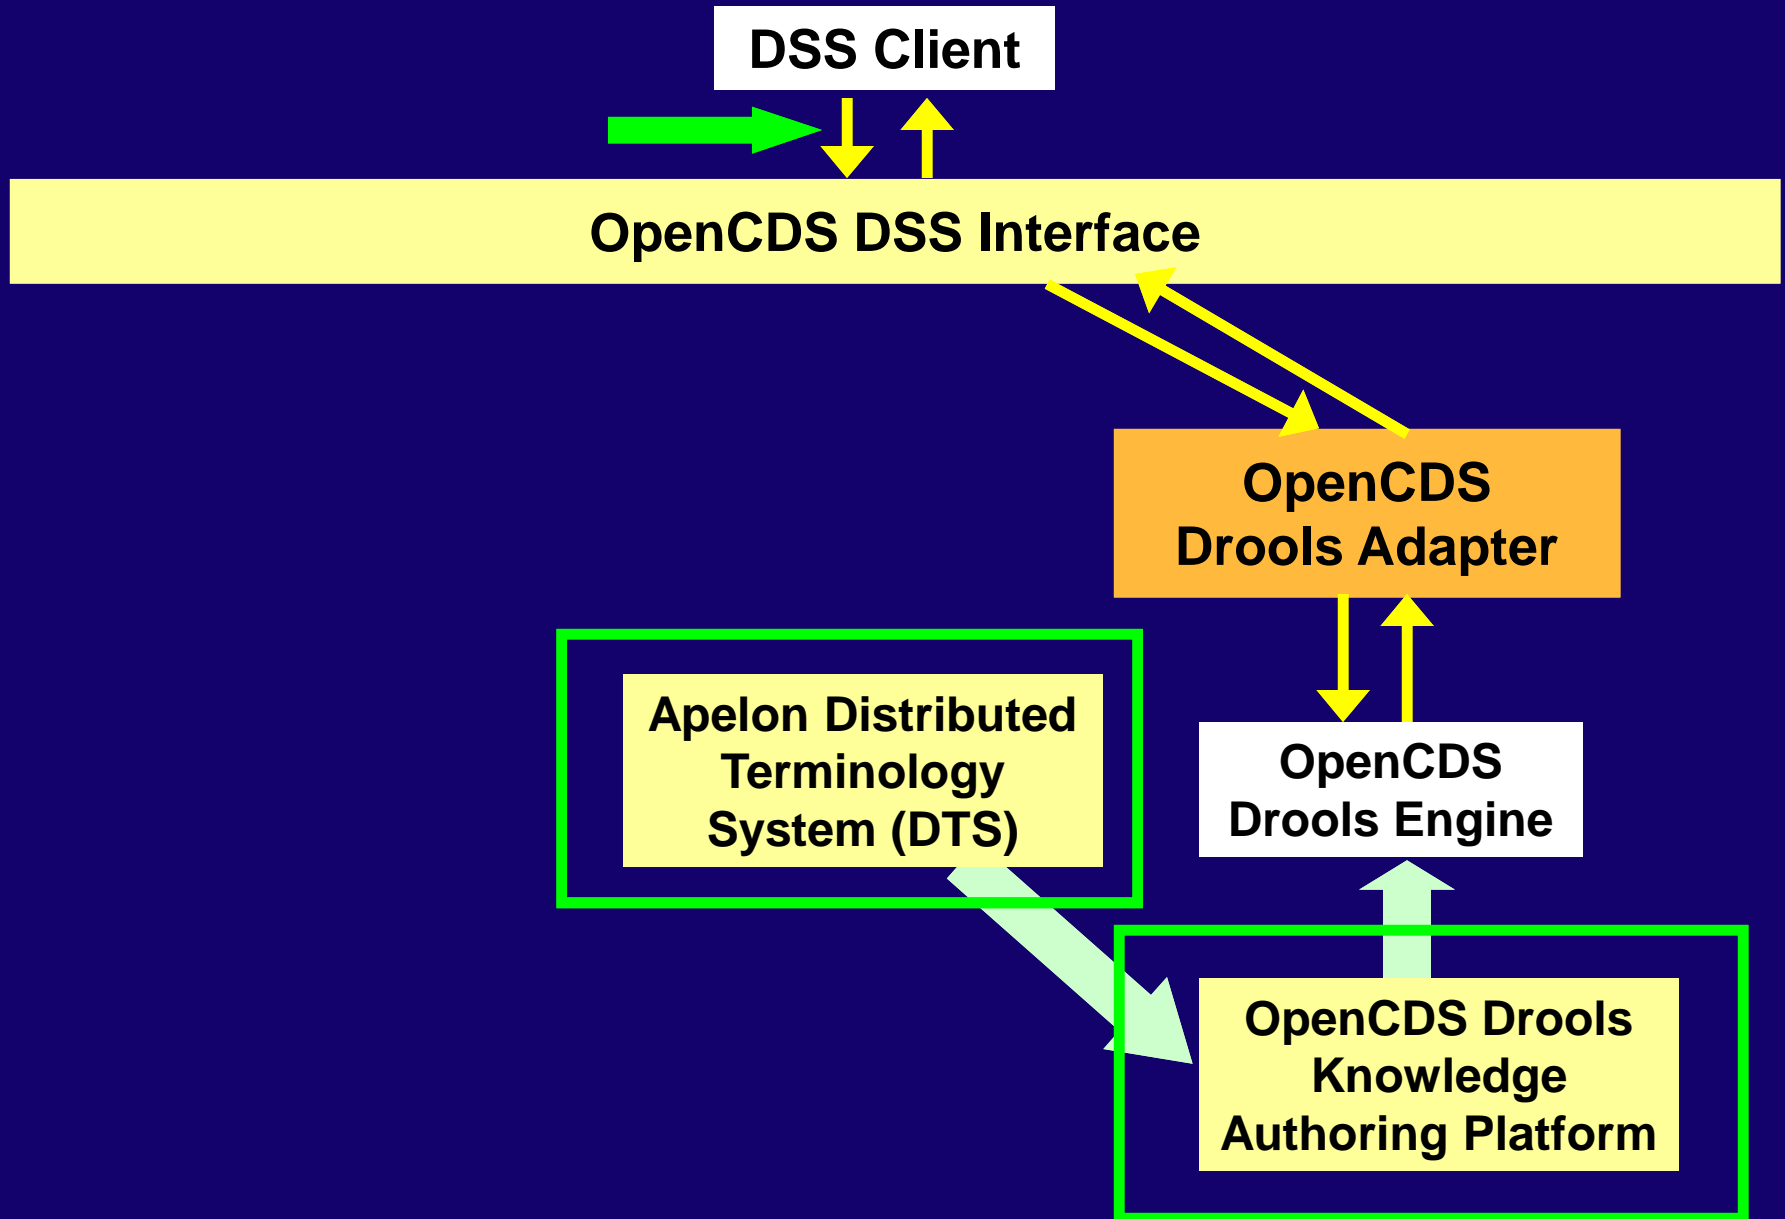 DSS Client
OpenCDS DSS Interface
OpenCDS
Drools Adapter
Apelon Distributed
Terminology
System (DTS)
OpenCDS
Drools Engine
OpenCDS Drools
Knowledge
Authoring Platform